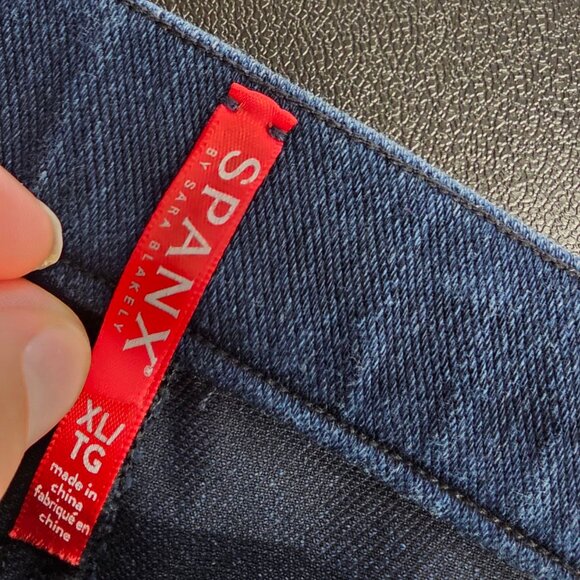 SPANX®
BY SARA BLAKELY
XL/
TG
made in
china
fabriqué en
chine